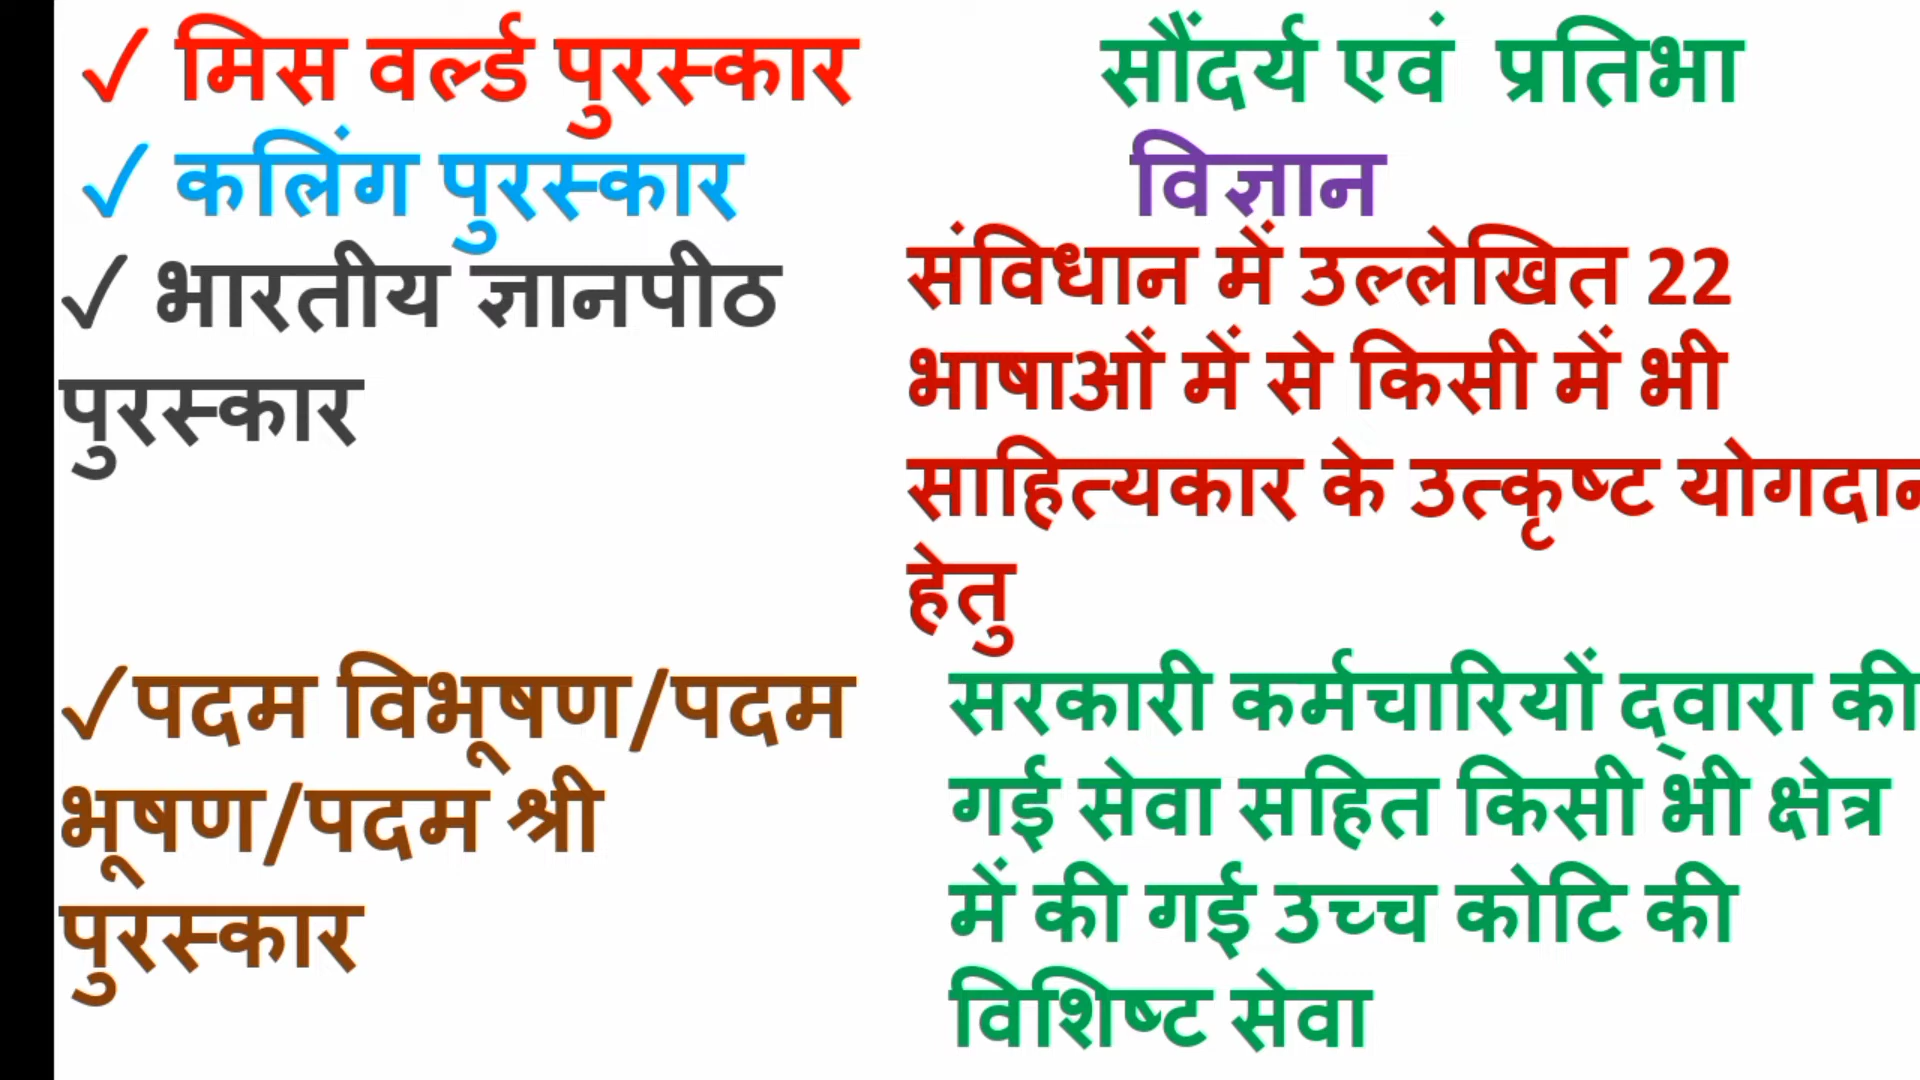 ✓ मिस वर्ल्ड पुरस्कार सौंदर्य एवं प्रतिभा
✓ कलिंग पुरस्कार विज्ञान
✓ भारतीय ज्ञानपीठ
पुरस्कार
संविधान में उल्लेखित 22
भाषाओं में से किसी में भी
साहित्यकार के उत्कृष्ट योगदान
हेतु
✓पदम विभूषण/पदम
भूषण/पदम श्री
पुरस्कार
सरकारी कर्मचारियों द्वारा की
गई सेवा सहित किसी भी क्षेत्र
में की गई उच्च कोटि की
विशिष्ट सेवा